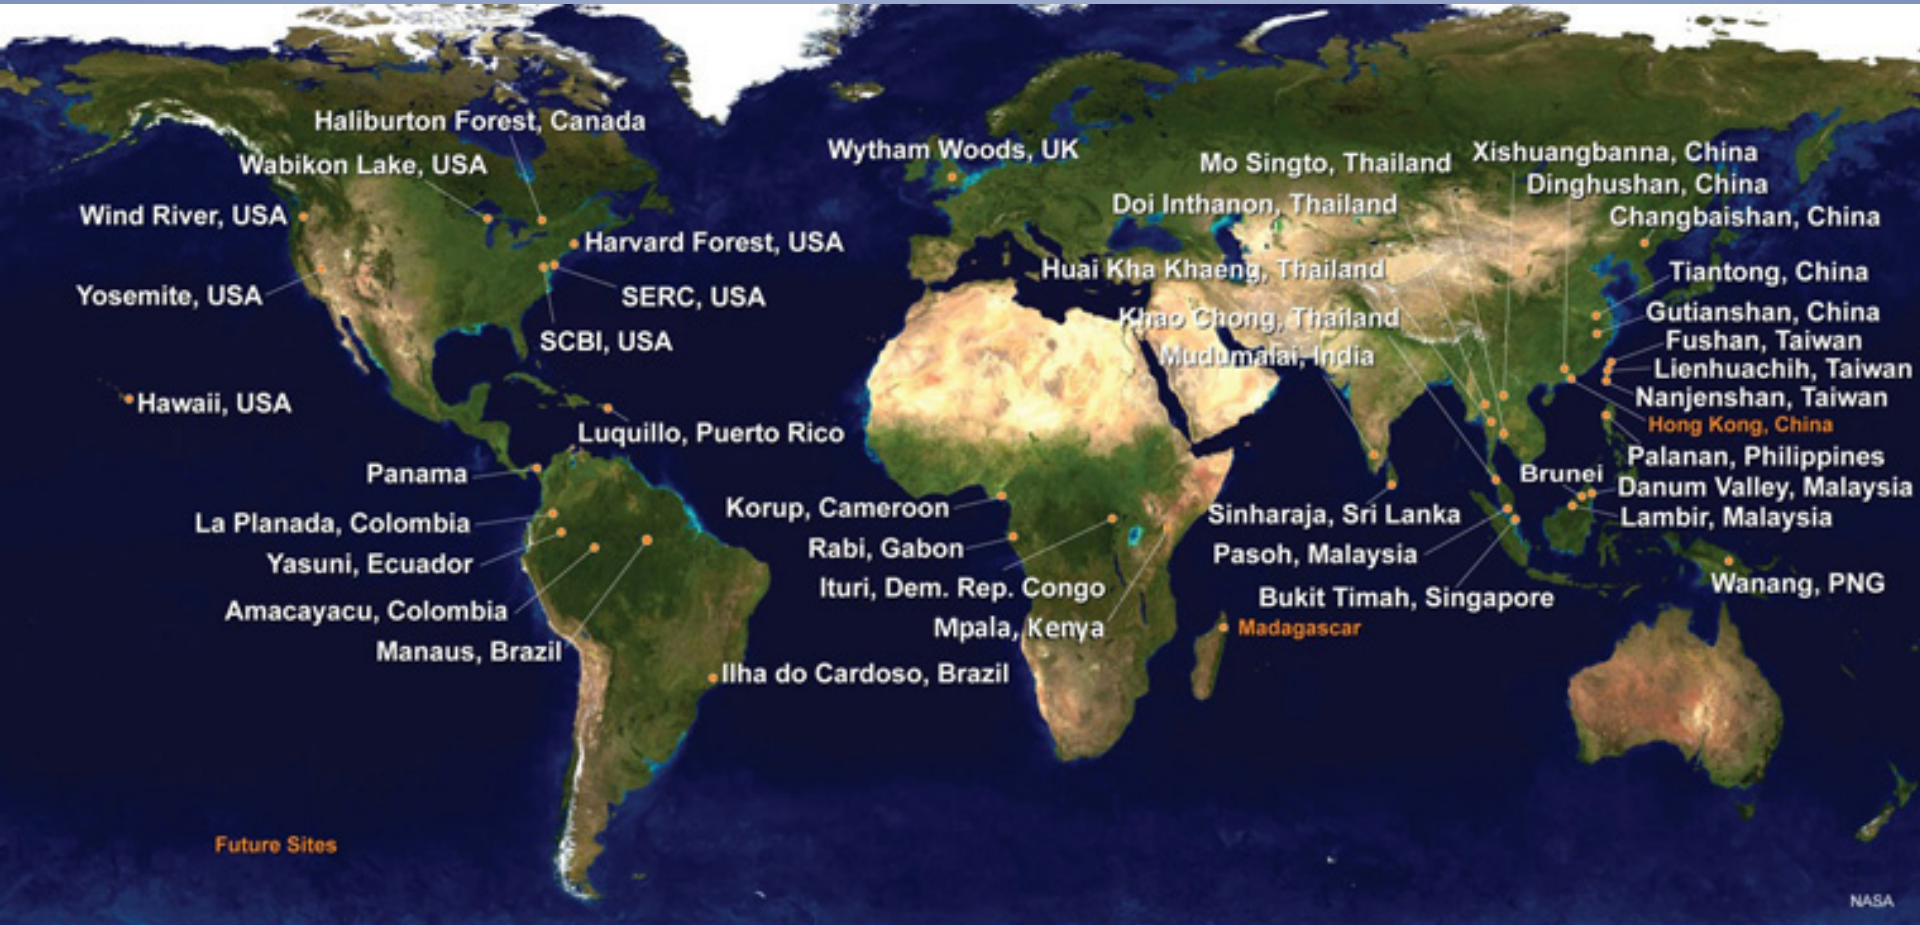 Haliburton Forest, Canada
Wabikon Lake, USA
Wind River, USA
Harvard Forest, USA
Yosemite, USA
SERC, USA
SCBI, USA
Hawaii, USA
Luquillo, Puerto Rico
Panama
La Planada, Colombia
Yasuni, Ecuador
Amacayacu, Colombia
Manaus, Brazil
Ilha do Cardoso, Brazil
Wytham Woods, UK
Korup, Cameroon
Rabi, Gabon
Ituri, Dem. Rep. Congo
Mpala, Kenya
Madagascar
Mo Singto, Thailand
Doi Inthanon, Thailand
Huai Kha Khaeng, Thailand
Khao Chong, Thailand
Mudumalai, India
Sinharaja, Sri Lanka
Pasoh, Malaysia
Bukit Timah, Singapore
Xishuangbanna, China
Dinghushan, China
Changbaishan, China
Tiantong, China
Gutianshan, China
Fushan, Taiwan
Lienhuachih, Taiwan
Nanjenshan, Taiwan
Hong Kong, China
Palanan, Philippines
Brunei
Danum Valley, Malaysia
Lambir, Malaysia
Wanang, PNG
Future Sites
NASA